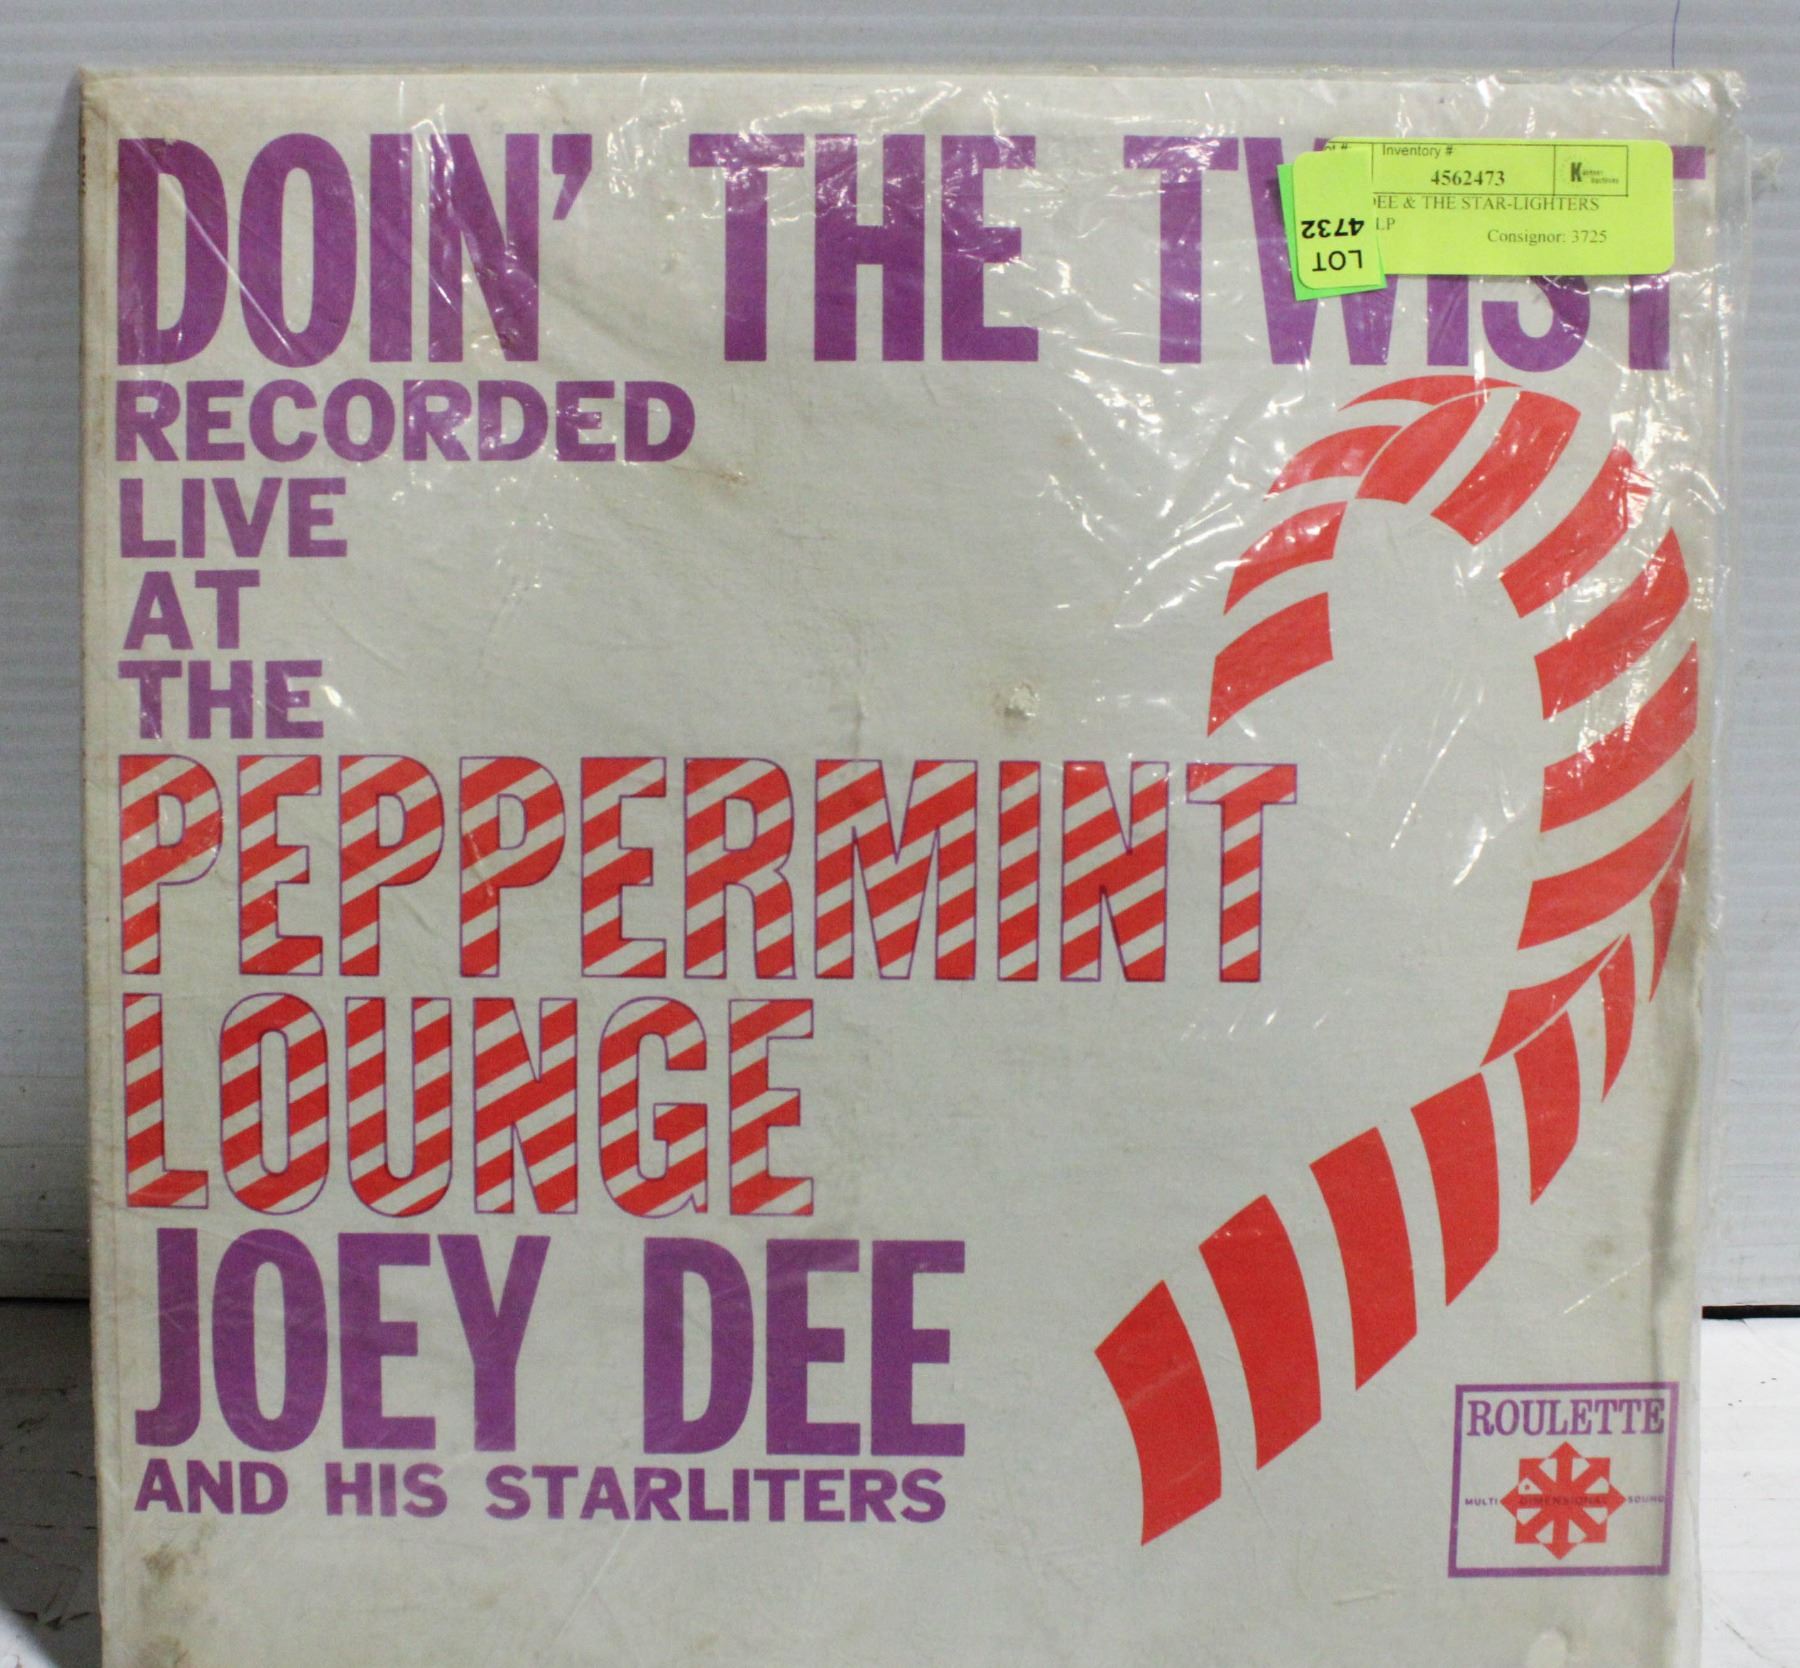 DOIN' THE TWIST
Inventory #
4562473
DEE & THE STAR-LIGHTERS
LP
Consignor: 3725
LOT
4732
RECORDED
LIVE
AT
THE
PEPPERMINT
LOUNGE
JOEY DEE
AND HIS STARLITERS
ROULETTE
MULTI DIMENSIONAL SOUND